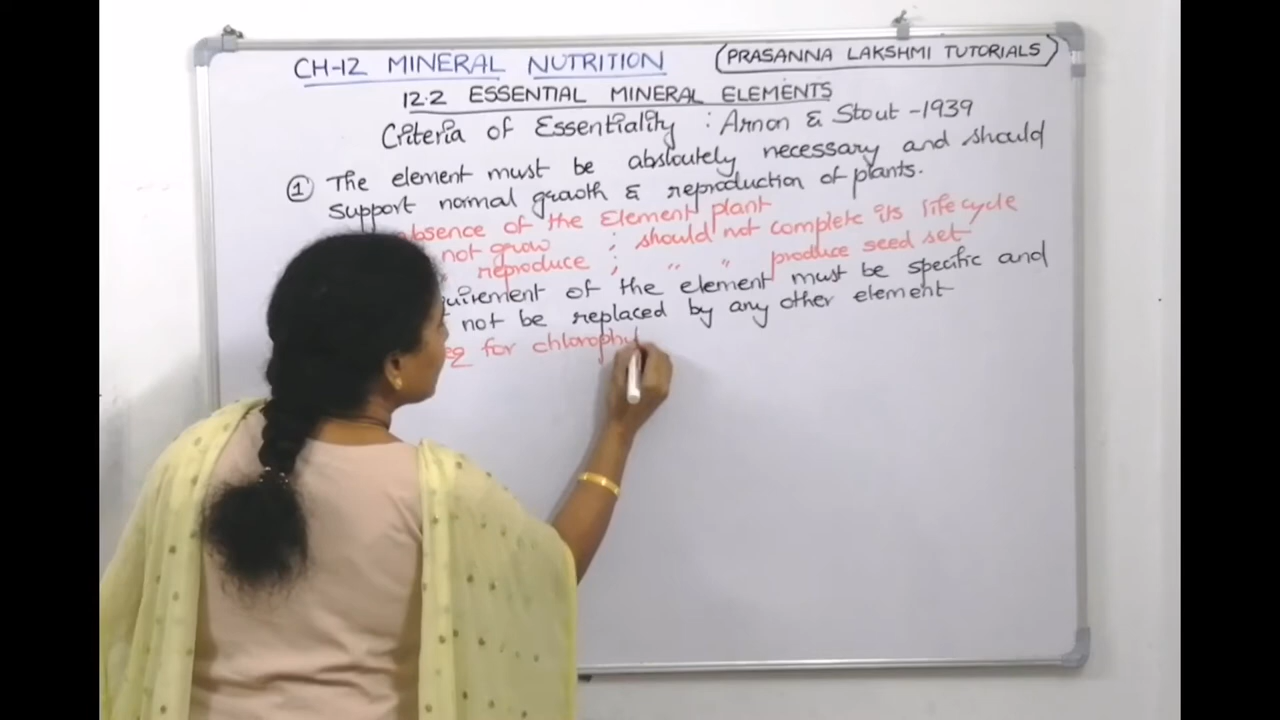 CH-12 MINERAL NUTRITION (PRASANNA LAKSHMI TUTORIALS)
12.2 ESSENTIAL MINERAL ELEMENTS
Criteria of Essentiality : Arnon & Stout -1939
① The element must be absloutely necessary and should
support normal growth & reproduction of plants.
absence of the Element plant
not grow ; should not complete its lifecycle
reproduce ; " " produce seed set
of the element must be specific and
not be replaced by any other element
for chlorophyl